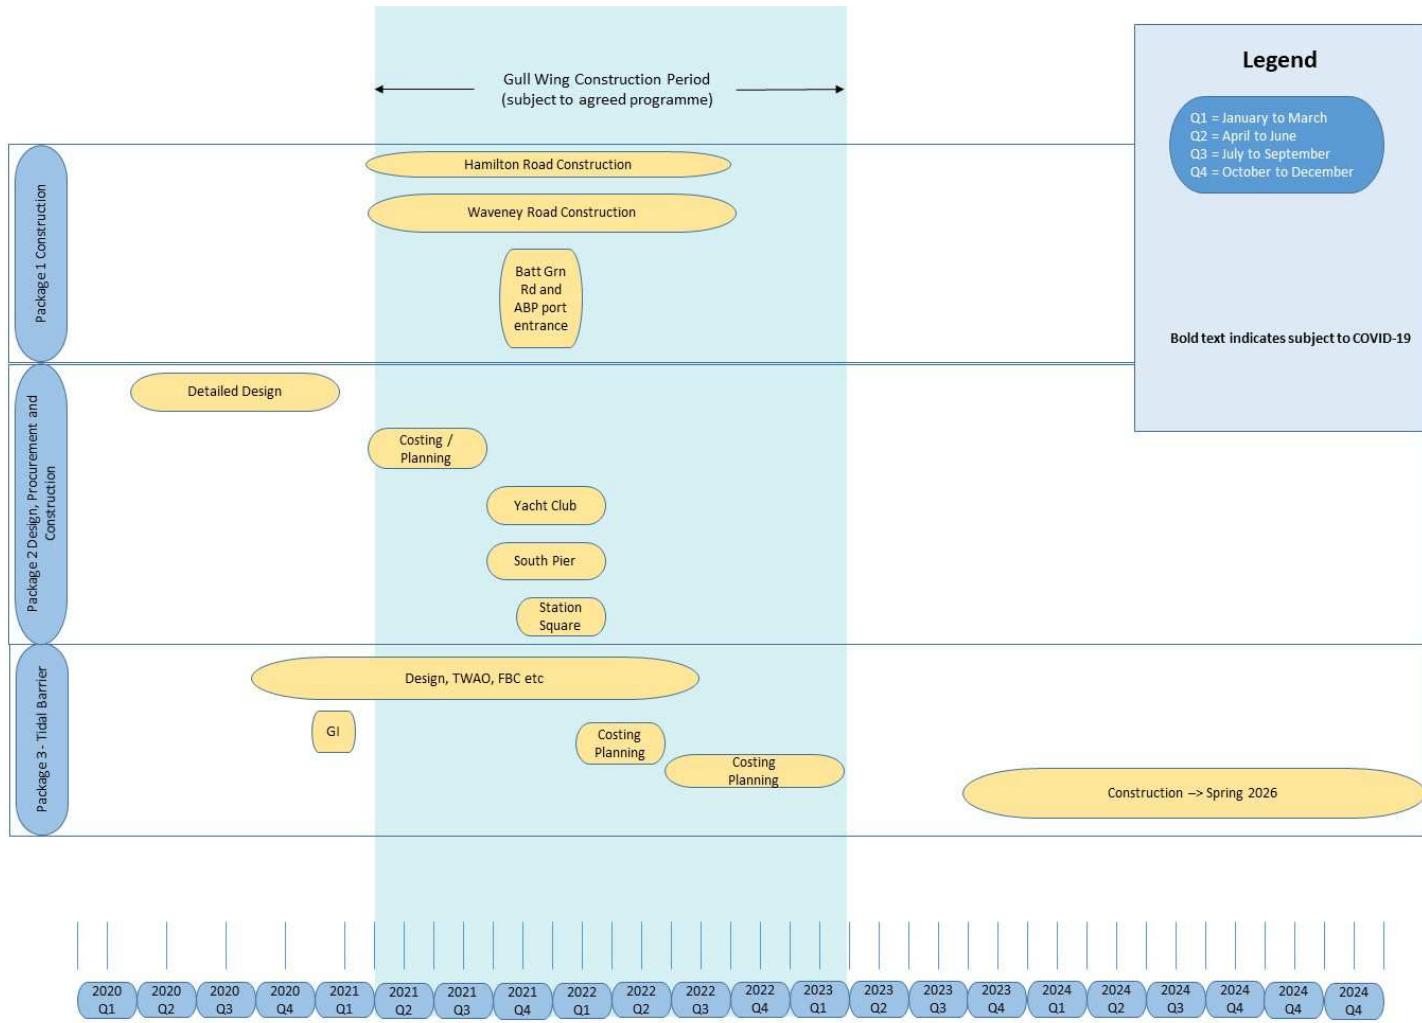 Gull Wing Construction Period
(subject to agreed programme)
Legend
Q1 = January to March
Q2 = April to June
Q3 = July to September
Q4 = October to December
Bold text indicates subject to COVID-19
Package 1 Construction
Hamilton Road Construction
Waveney Road Construction
Batt Grn
Rd and
ABP port
entrance
Package 2 Design, Procurement and
Construction
Detailed Design
Costing /
Planning
Yacht Club
South Pier
Station
Square
Package 3 - Tidal Barrier
Design, TWAO, FBC etc
GI
Costing
Planning
Costing
Planning
Construction –> Spring 2026
2020
Q1
2020
Q2
2020
Q3
2020
Q4
2021
Q1
2021
Q2
2021
Q3
2021
Q4
2022
Q1
2022
Q2
2022
Q3
2022
Q4
2023
Q1
2023
Q2
2023
Q3
2023
Q4
2024
Q1
2024
Q2
2024
Q3
2024
Q4
2024
Q4
2024
Q4